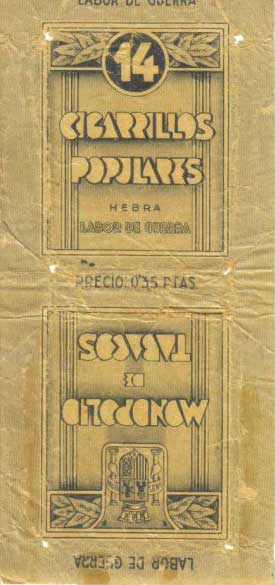 LABOR DE GUERRA
14
CIGARRILLOS
POPULARES
HEBRA
LABOR DE GUERRA
PRECIO: 0'35 PTAS.
MONOPOLIO
DE
TABACOS
LABOR DE GUERRA